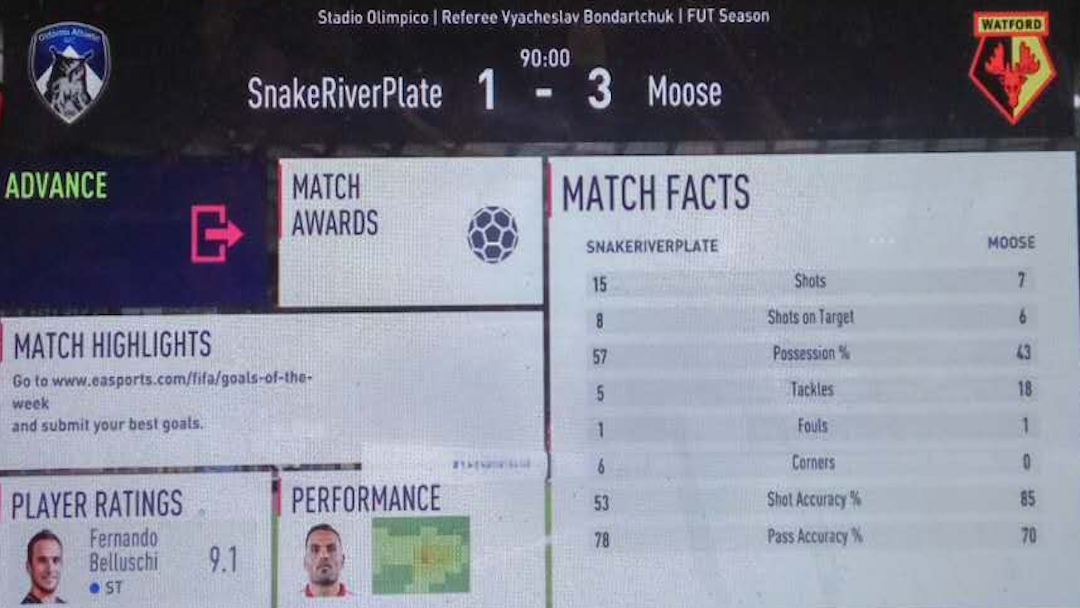 Stadio Olimpico | Referee Vyacheslav Bondartchuk | FUT Season
90:00
SnakeRiverPlate 1 - 3 Moose
WATFORD
ADVANCE
MATCH
AWARDS
MATCH HIGHLIGHTS
Go to www.easports.com/fifa/goals-of-the-
week
and submit your best goals.
PLAYER RATINGS
Fernando
Belluschi
ST
9.1
PERFORMANCE
MATCH FACTS
SNAKERIVERPLATE MOOSE
15 Shots 7
8 Shots on Target 6
57 Possession % 43
5 Tackles 18
1 Fouls 1
6 Corners 0
53 Shot Accuracy % 85
78 Pass Accuracy % 70